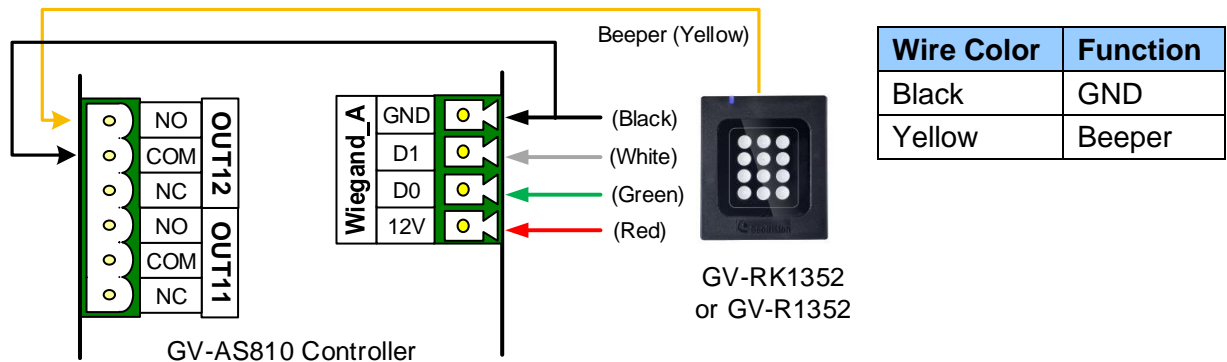 Beeper (Yellow)
NO
COM
NC
NO
COM
NC
OUT12
OUT11
Wiegand_A
GND
D1
D0
12V
(Black)
(White)
(Green)
(Red)
GV-RK1352
or GV-R1352
GV-AS810 Controller
Wire Color Function
Black GND
Yellow Beeper